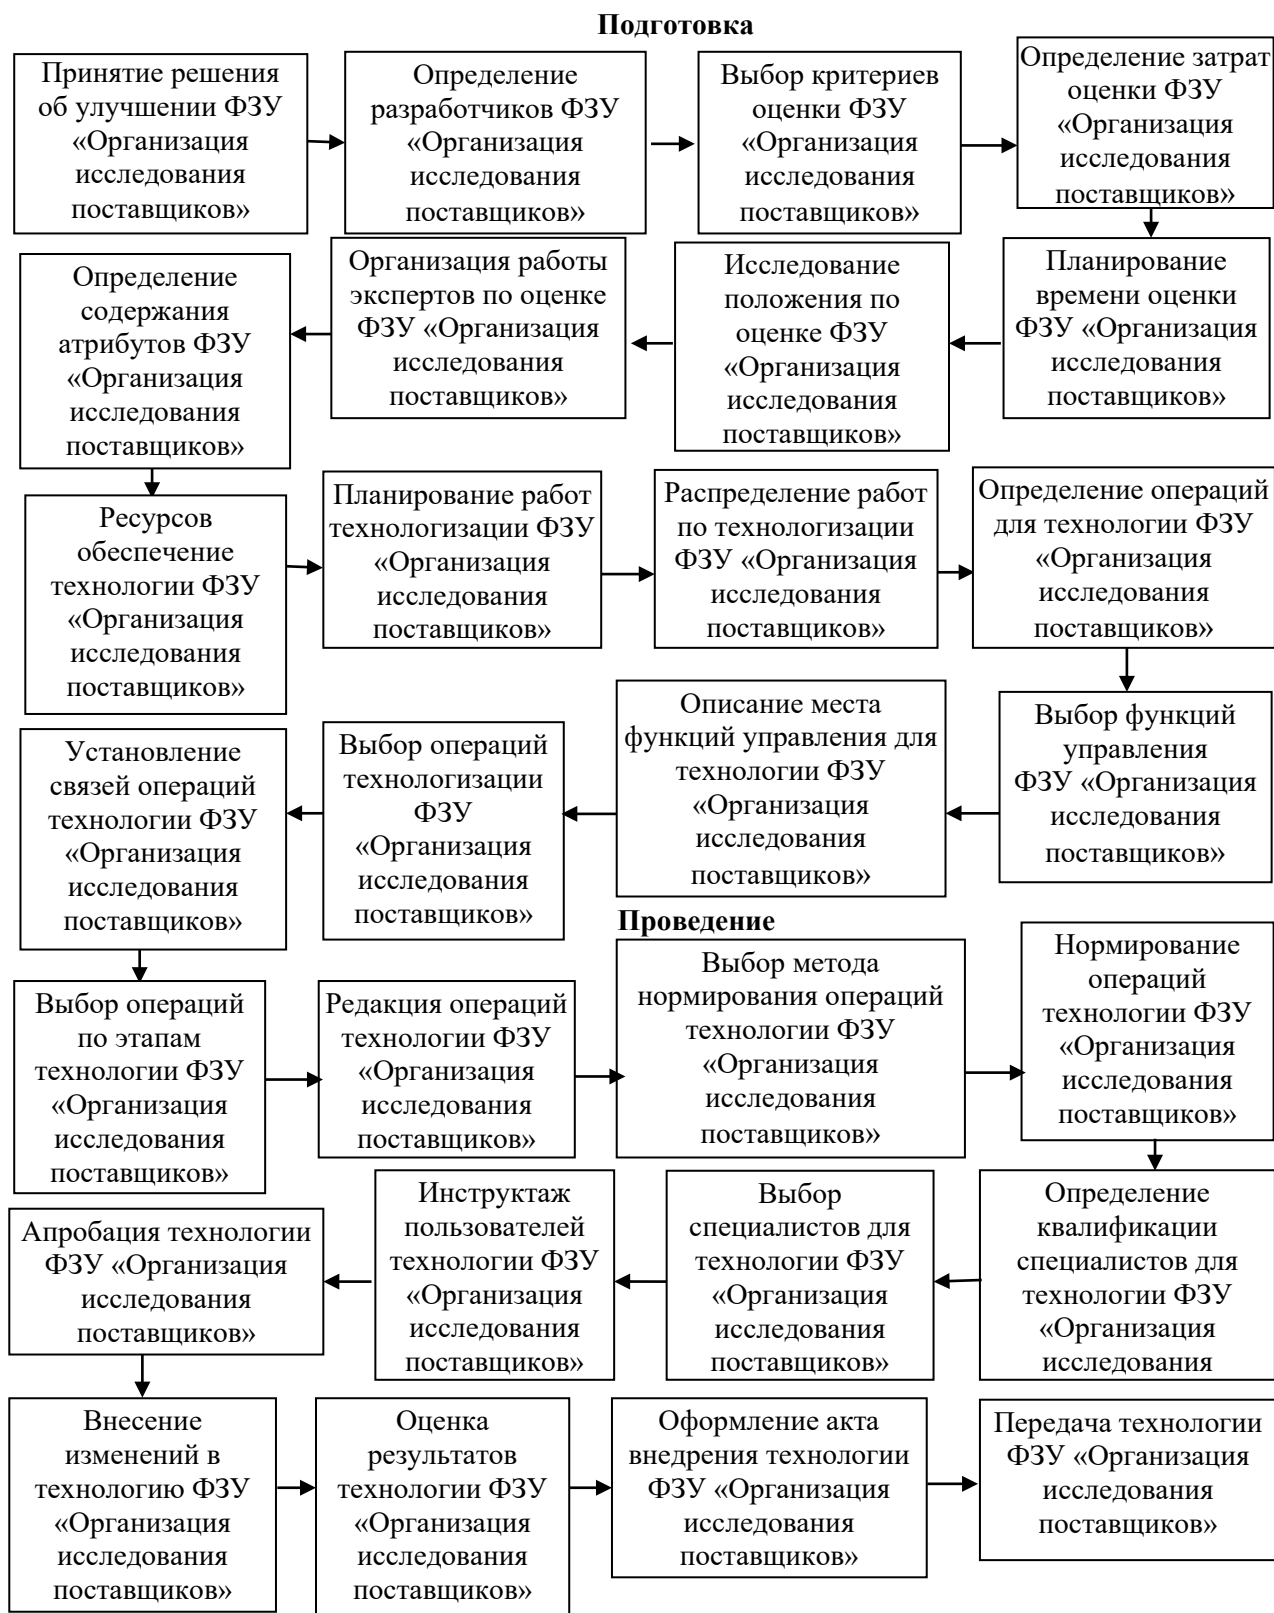 Подготовка
Принятие решения
об улучшении ФЗУ
«Организация
исследования
поставщиков»
Определение
разработчиков ФЗУ
«Организация
исследования
поставщиков»
Выбор критериев
оценки ФЗУ
«Организация
исследования
поставщиков»
Определение затрат
оценки ФЗУ
«Организация
исследования
поставщиков»
Планирование
времени оценки
ФЗУ «Организация
исследования
поставщиков»
Исследование
положения по
оценке ФЗУ
«Организация
исследования
поставщиков»
Организация работы
экспертов по оценке
ФЗУ «Организация
исследования
поставщиков»
Определение
содержания
атрибутов ФЗУ
«Организация
исследования
поставщиков»
Ресурсов
обеспечение
технологии ФЗУ
«Организация
исследования
поставщиков»
Планирование работ
технологизации ФЗУ
«Организация
исследования
поставщиков»
Распределение работ
по технологизации
ФЗУ «Организация
исследования
поставщиков»
Определение операций
для технологии ФЗУ
«Организация
исследования
поставщиков»
Выбор функций
управления
ФЗУ «Организация
исследования
поставщиков»
Описание места
функций управления для
технологии ФЗУ
«Организация
исследования
поставщиков»
Выбор операций
технологизации
ФЗУ
«Организация
исследования
поставщиков»
Установление
связей операций
технологии ФЗУ
«Организация
исследования
поставщиков»
Проведение
Выбор операций
по этапам
технологии ФЗУ
«Организация
исследования
поставщиков»
Редакция операций
технологии ФЗУ
«Организация
исследования
поставщиков»
Выбор метода
нормирования операций
технологии ФЗУ
«Организация
исследования
поставщиков»
Нормирование
операций
технологии ФЗУ
«Организация
исследования
поставщиков»
Определение
квалификации
специалистов для
технологии ФЗУ
«Организация
исследования
Выбор
специалистов для
технологии ФЗУ
«Организация
исследования
поставщиков»
Инструктаж
пользователей
технологии ФЗУ
«Организация
исследования
поставщиков»
Апробация технологии
ФЗУ «Организация
исследования
поставщиков»
Внесение
изменений в
технологию ФЗУ
«Организация
исследования
поставщиков»
Оценка
результатов
технологии ФЗУ
«Организация
исследования
поставщиков»
Оформление акта
внедрения технологии
ФЗУ «Организация
исследования
поставщиков»
Передача технологии
ФЗУ «Организация
исследования
поставщиков»